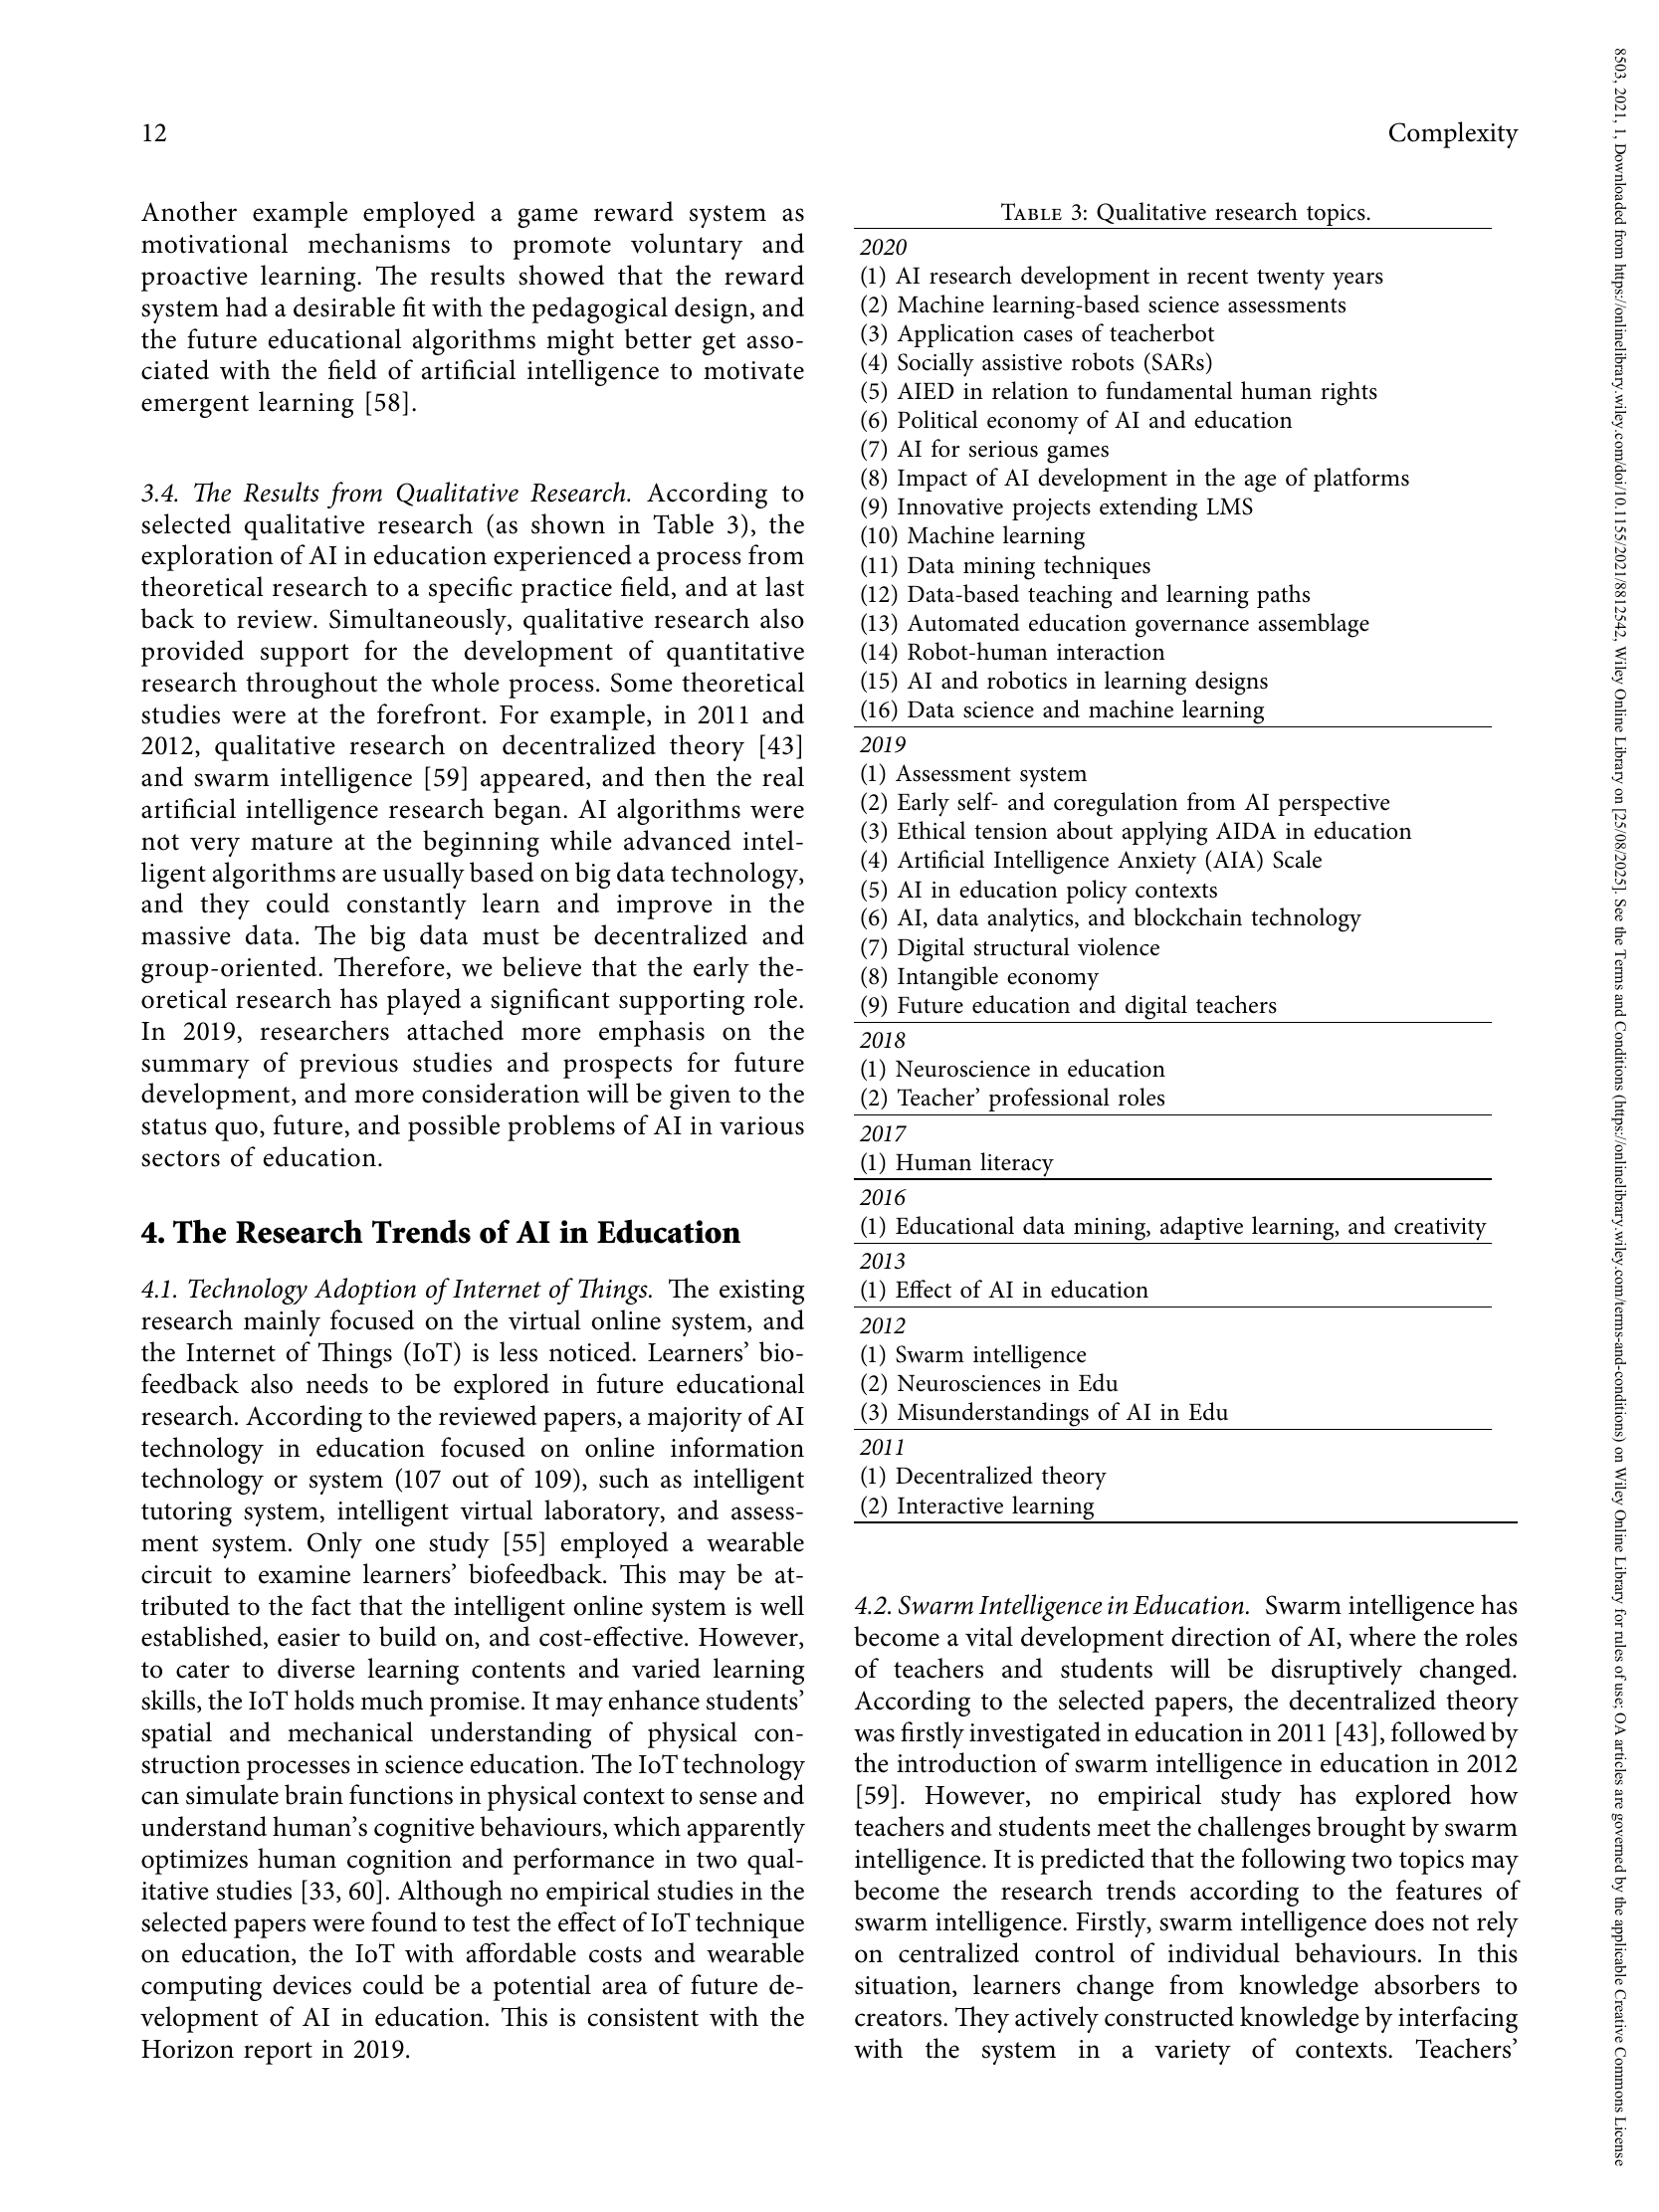 12
Complexity
Another example employed a game reward system as
motivational mechanisms to promote voluntary and
proactive learning. The results showed that the reward
system had a desirable fit with the pedagogical design, and
the future educational algorithms might better get asso-
ciated with the field of artificial intelligence to motivate
emergent learning [58].
3.4. The Results from Qualitative Research. According to
selected qualitative research (as shown in Table 3), the
exploration of AI in education experienced a process from
theoretical research to a specific practice field, and at last
back to review. Simultaneously, qualitative research also
provided support for the development of quantitative
research throughout the whole process. Some theoretical
studies were at the forefront. For example, in 2011 and
2012, qualitative research on decentralized theory [43]
and swarm intelligence [59] appeared, and then the real
artificial intelligence research began. AI algorithms were
not very mature at the beginning while advanced intel-
ligent algorithms are usually based on big data technology,
and they could constantly learn and improve in the
massive data. The big data must be decentralized and
group-oriented. Therefore, we believe that the early the-
oretical research has played a significant supporting role.
In 2019, researchers attached more emphasis on the
summary of previous studies and prospects for future
development, and more consideration will be given to the
status quo, future, and possible problems of AI in various
sectors of education.
4. The Research Trends of AI in Education
4.1. Technology Adoption of Internet of Things. The existing
research mainly focused on the virtual online system, and
the Internet of Things (IoT) is less noticed. Learners' bio-
feedback also needs to be explored in future educational
research. According to the reviewed papers, a majority of AI
technology in education focused on online information
technology or system (107 out of 109), such as intelligent
tutoring system, intelligent virtual laboratory, and assess-
ment system. Only one study [55] employed a wearable
circuit to examine learners' biofeedback. This may be at-
tributed to the fact that the intelligent online system is well
established, easier to build on, and cost-effective. However,
to cater to diverse learning contents and varied learning
skills, the IoT holds much promise. It may enhance students'
spatial and mechanical understanding of physical con-
struction processes in science education. The IoT technology
can simulate brain functions in physical context to sense and
understand human's cognitive behaviours, which apparently
optimizes human cognition and performance in two qual-
itative studies [33, 60]. Although no empirical studies in the
selected papers were found to test the effect of IoT technique
on education, the IoT with affordable costs and wearable
computing devices could be a potential area of future de-
velopment of AI in education. This is consistent with the
Horizon report in 2019.
Table 3: Qualitative research topics.
2020
(1) AI research development in recent twenty years
(2) Machine learning-based science assessments
(3) Application cases of teacherbot
(4) Socially assistive robots (SARs)
(5) AIED in relation to fundamental human rights
(6) Political economy of AI and education
(7) AI for serious games
(8) Impact of AI development in the age of platforms
(9) Innovative projects extending LMS
(10) Machine learning
(11) Data mining techniques
(12) Data-based teaching and learning paths
(13) Automated education governance assemblage
(14) Robot-human interaction
(15) AI and robotics in learning designs
(16) Data science and machine learning
2019
(1) Assessment system
(2) Early self- and coregulation from AI perspective
(3) Ethical tension about applying AIDA in education
(4) Artificial Intelligence Anxiety (AIA) Scale
(5) AI in education policy contexts
(6) AI, data analytics, and blockchain technology
(7) Digital structural violence
(8) Intangible economy
(9) Future education and digital teachers
2018
(1) Neuroscience in education
(2) Teacher' professional roles
2017
(1) Human literacy
2016
(1) Educational data mining, adaptive learning, and creativity
2013
(1) Effect of AI in education
2012
(1) Swarm intelligence
(2) Neurosciences in Edu
(3) Misunderstandings of AI in Edu
2011
(1) Decentralized theory
(2) Interactive learning
4.2. Swarm Intelligence in Education. Swarm intelligence has
become a vital development direction of AI, where the roles
of teachers and students will be disruptively changed.
According to the selected papers, the decentralized theory
was firstly investigated in education in 2011 [43], followed by
the introduction of swarm intelligence in education in 2012
[59]. However, no empirical study has explored how
teachers and students meet the challenges brought by swarm
intelligence. It is predicted that the following two topics may
become the research trends according to the features of
swarm intelligence. Firstly, swarm intelligence does not rely
on centralized control of individual behaviours. In this
situation, learners change from knowledge absorbers to
creators. They actively constructed knowledge by interfacing
with the system in a variety of contexts. Teachers'
8503, 2021, 1, Downloaded from https://onlinelibrary.wiley.com/doi/10.1155/2021/8812542, Wiley Online Library on [25/08/2025]. See the Terms and Conditions (https://onlinelibrary.wiley.com/terms-and-conditions) on Wiley Online Library for rules of use; OA articles are governed by the applicable Creative Commons License